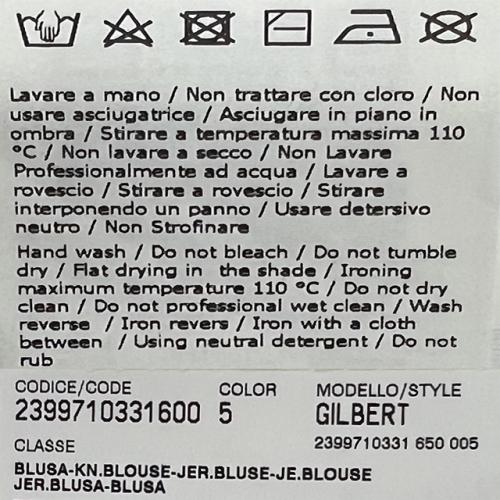 Lavare a mano / Non trattare con cloro / Non
usare asciugatrice / Asciugare in piano in
ombra / Stirare a temperatura massima 110
°C / Non lavare a secco / Non Lavare
Professionalmente ad acqua / Lavare a
rovescio / Stirare a rovescio / Stirare
interponendo un panno / Usare detersivo
neutro / Non Strofinare
Hand wash / Do not bleach / Do not tumble
dry / Flat drying in the shade / Ironing
maximum temperature 110 °C / Do not dry
clean / Do not professional wet clean / Wash
reverse / Iron revers / Iron with a cloth
between / Using neutral detergent / Do not
rub
CODICE/CODE COLOR MODELLO/STYLE
2399710331600 5 GILBERT
CLASSE 2399710331 650 005
BLUSA-KN.BLOUSE-JER.BLUSE-JE.BLOUSE
JER.BLUSA-BLUSA